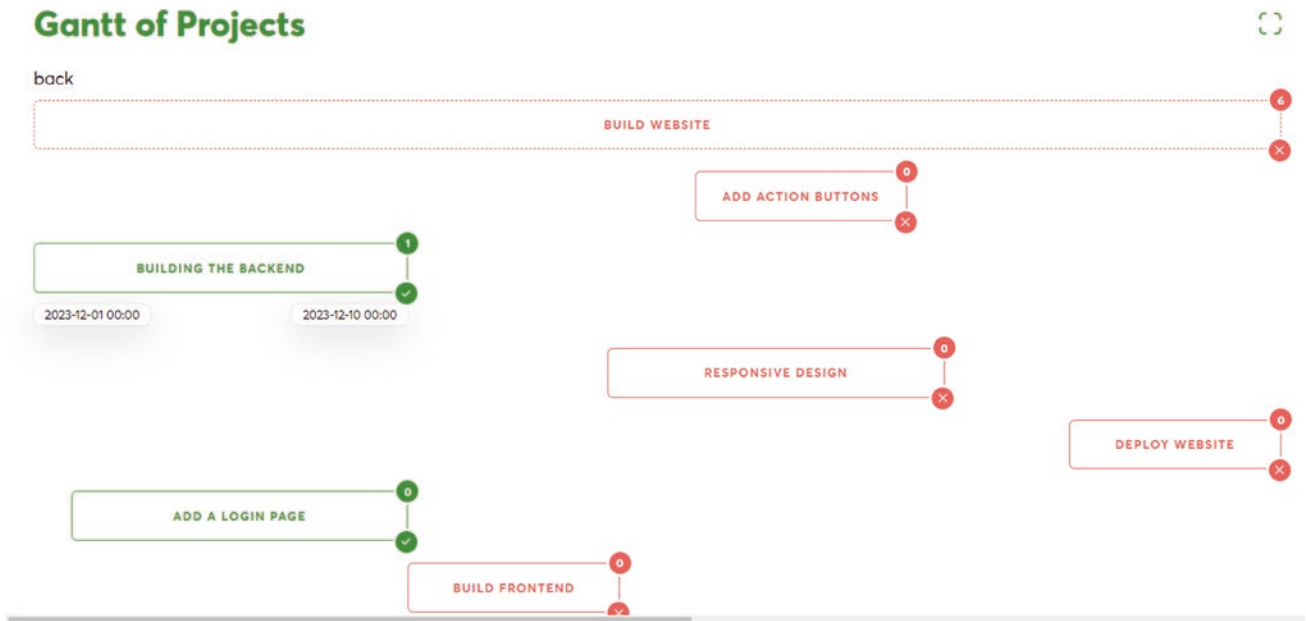 Gantt of Projects
back
6
BUILD WEBSITE
0
ADD ACTION BUTTONS
1
BUILDING THE BACKEND
2023-12-01 00:00 2023-12-10 00:00
0
RESPONSIVE DESIGN
0
DEPLOY WEBSITE
0
ADD A LOGIN PAGE
0
BUILD FRONTEND